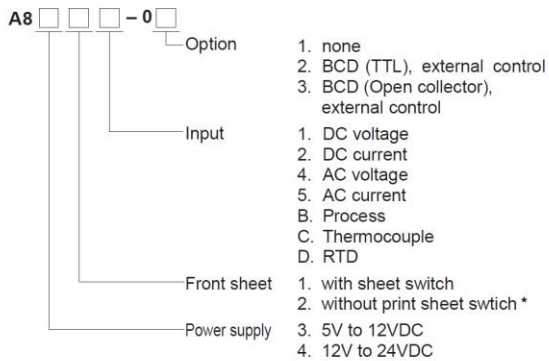 A8 □ □ □ – 0 □
Option
1. none
2. BCD (TTL), external control
3. BCD (Open collector),
external control
Input
1. DC voltage
2. DC current
4. AC voltage
5. AC current
B. Process
C. Thermocouple
D. RTD
Front sheet
1. with sheet switch
2. without print sheet swtich *
Power supply
3. 5V to 12VDC
4. 12V to 24VDC